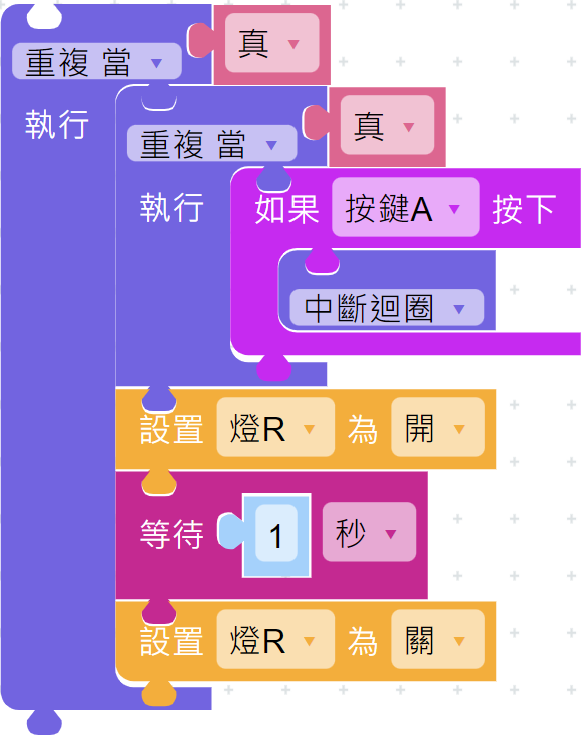 重複 當 真
執行
重複 當 真
執行 如果 按鍵A 按下
中斷迴圈
設置 燈R 為 開
等待 1 秒
設置 燈R 為 關